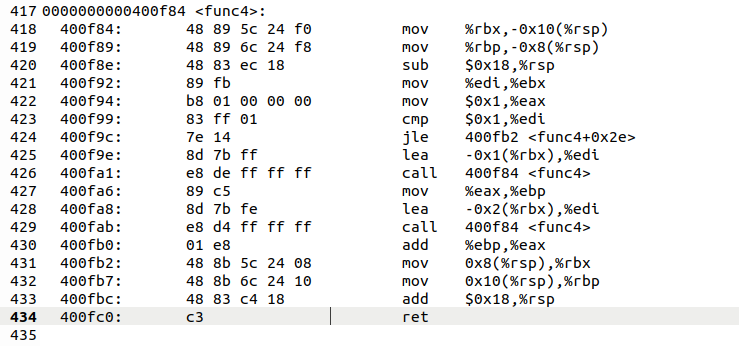 417 0000000000400f84 <func4>:
418 400f84: 48 89 5c 24 f0 mov %rbx,-0x10(%rsp)
419 400f89: 48 89 6c 24 f8 mov %rbp,-0x8(%rsp)
420 400f8e: 48 83 ec 18 sub $0x18,%rsp
421 400f92: 89 fb mov %edi,%ebx
422 400f94: b8 01 00 00 00 mov $0x1,%eax
423 400f99: 83 ff 01 cmp $0x1,%edi
424 400f9c: 7e 14 jle 400fb2 <func4+0x2e>
425 400f9e: 8d 7b ff lea -0x1(%rbx),%edi
426 400fa1: e8 de ff ff ff call 400f84 <func4>
427 400fa6: 89 c5 mov %eax,%ebp
428 400fa8: 8d 7b fe lea -0x2(%rbx),%edi
429 400fab: e8 d4 ff ff ff call 400f84 <func4>
430 400fb0: 01 e8 add %ebp,%eax
431 400fb2: 48 8b 5c 24 08 mov 0x8(%rsp),%rbx
432 400fb7: 48 8b 6c 24 10 mov 0x10(%rsp),%rbp
433 400fbc: 48 83 c4 18 add $0x18,%rsp
434 400fc0: c3 ret
435